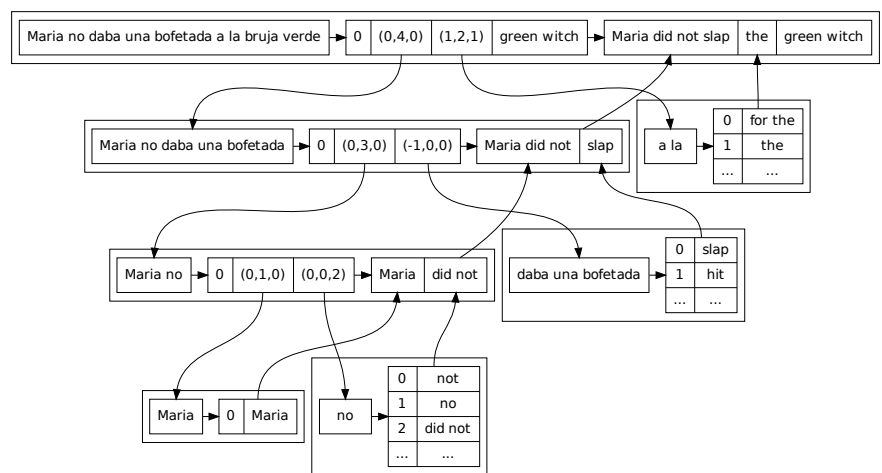 Maria no daba una bofetada a la bruja verde 0 (0,4,0) (1,2,1) green witch Maria did not slap the green witch
Maria no daba una bofetada 0 (0,3,0) (-1,0,0) Maria did not slap
a la
0 for the
1 the
... ...
Maria no 0 (0,1,0) (0,0,2) Maria did not
daba una bofetada
0 slap
1 hit
... ...
Maria 0 Maria
no
0 not
1 no
2 did not
... ...